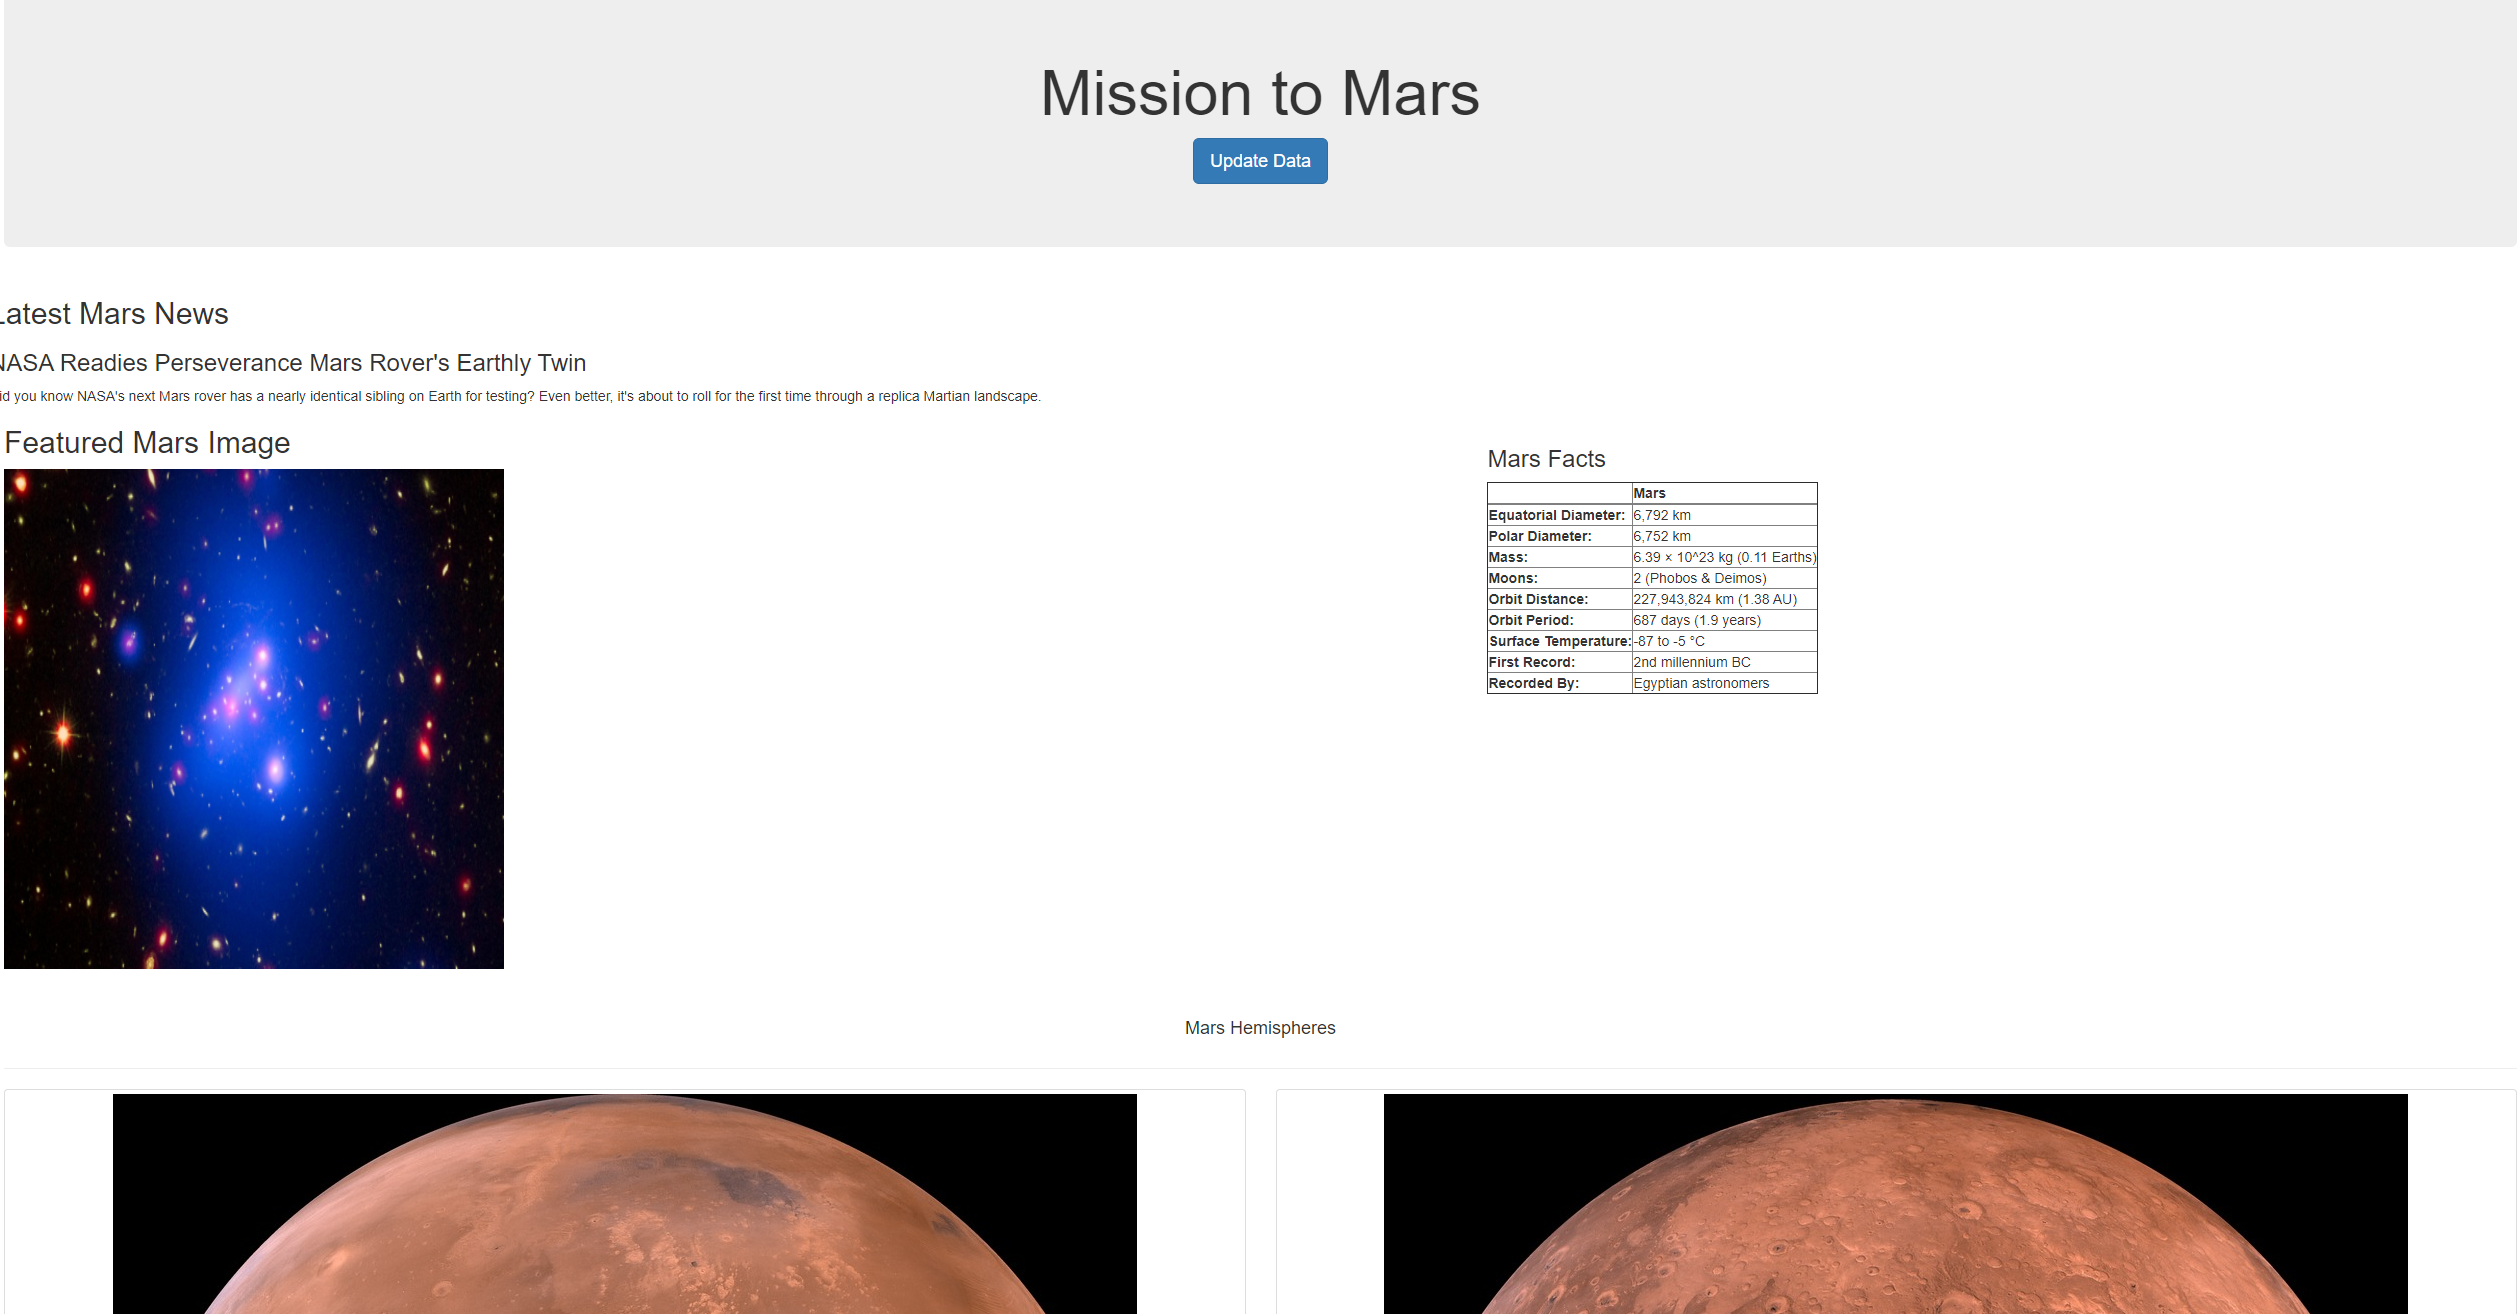 Mission to Mars
Update Data
Latest Mars News
NASA Readies Perseverance Mars Rover's Earthly Twin
id you know NASA's next Mars rover has a nearly identical sibling on Earth for testing? Even better, it's about to roll for the first time through a replica Martian landscape.
Featured Mars Image
Mars Facts
Mars
Equatorial Diameter: 6,792 km
Polar Diameter: 6,752 km
Mass: 6.39 × 10^23 kg (0.11 Earths)
Moons: 2 (Phobos & Deimos)
Orbit Distance: 227,943,824 km (1.38 AU)
Orbit Period: 687 days (1.9 years)
Surface Temperature: -87 to -5 °C
First Record: 2nd millennium BC
Recorded By: Egyptian astronomers
Mars Hemispheres